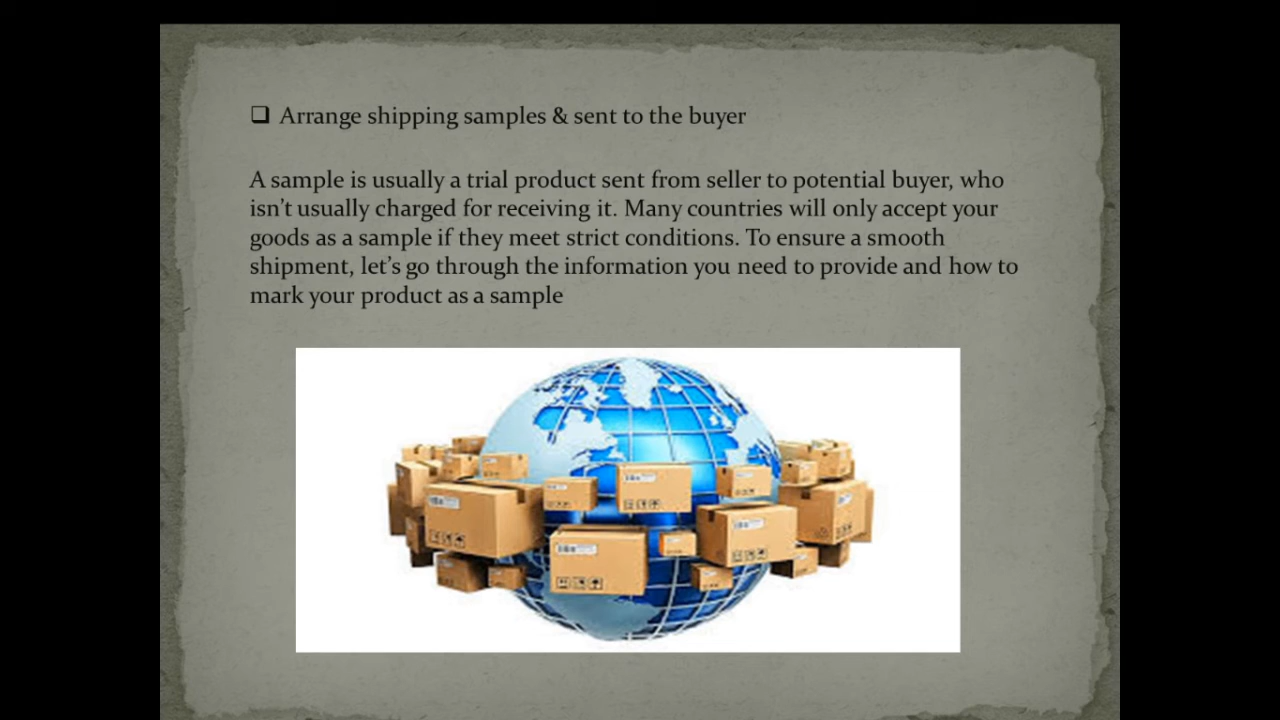 Arrange shipping samples & sent to the buyer
A sample is usually a trial product sent from seller to potential buyer, who
isn’t usually charged for receiving it. Many countries will only accept your
goods as a sample if they meet strict conditions. To ensure a smooth
shipment, let’s go through the information you need to provide and how to
mark your product as a sample